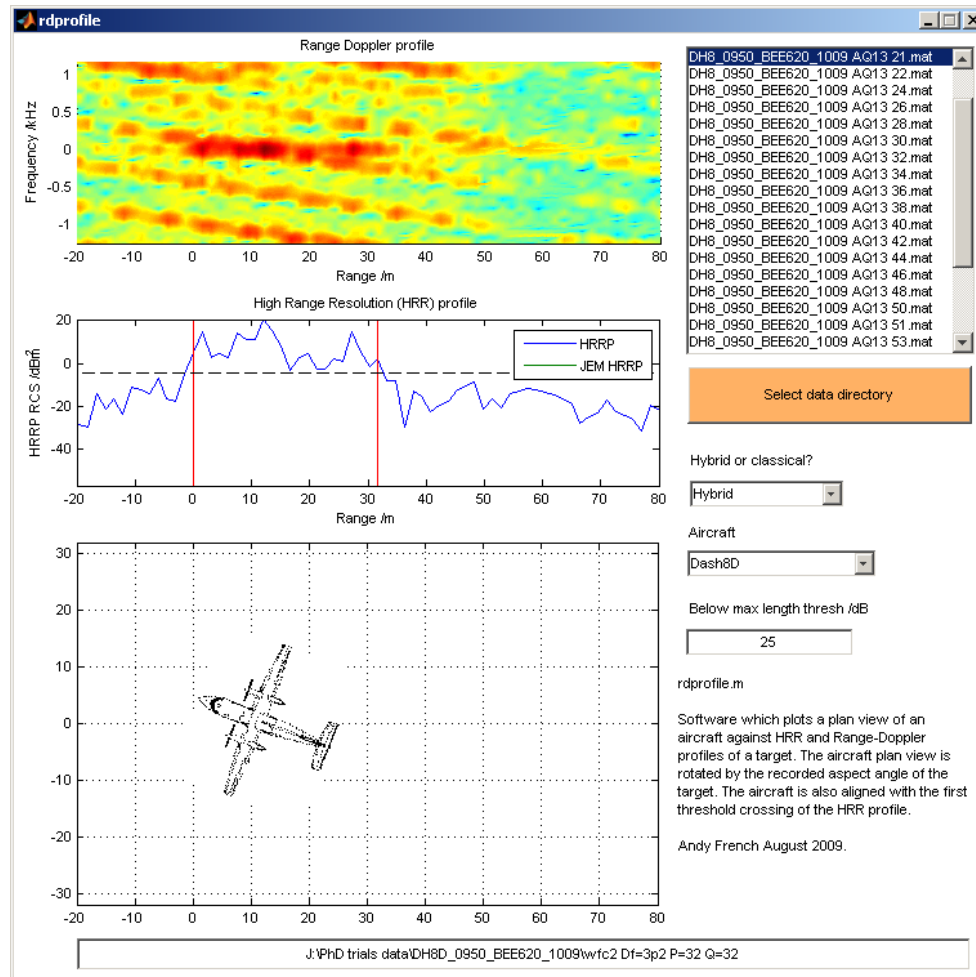 rdprofile
Range Doppler profile
1
0.5
0
-0.5
-1
Frequency /kHz
-20 -10 0 10 20 30 40 50 60 70 80
Range /m
High Range Resolution (HRR) profile
20
0
-20
-40
HRRP RCS /dBm²
HRRP
JEM HRRP
-20 -10 0 10 20 30 40 50 60 70 80
Range /m
30
20
10
0
-10
-20
-30
-20 -10 0 10 20 30 40 50 60 70 80
J:\PhD trials data\DH8D_0950_BEE620_1009\wfc2 Df=3p2 P=32 Q=32
DH8_0950_BEE620_1009 AQ13 21.mat
DH8_0950_BEE620_1009 AQ13 22.mat
DH8_0950_BEE620_1009 AQ13 24.mat
DH8_0950_BEE620_1009 AQ13 26.mat
DH8_0950_BEE620_1009 AQ13 28.mat
DH8_0950_BEE620_1009 AQ13 30.mat
DH8_0950_BEE620_1009 AQ13 32.mat
DH8_0950_BEE620_1009 AQ13 34.mat
DH8_0950_BEE620_1009 AQ13 36.mat
DH8_0950_BEE620_1009 AQ13 38.mat
DH8_0950_BEE620_1009 AQ13 40.mat
DH8_0950_BEE620_1009 AQ13 42.mat
DH8_0950_BEE620_1009 AQ13 44.mat
DH8_0950_BEE620_1009 AQ13 46.mat
DH8_0950_BEE620_1009 AQ13 48.mat
DH8_0950_BEE620_1009 AQ13 50.mat
DH8_0950_BEE620_1009 AQ13 51.mat
DH8_0950_BEE620_1009 AQ13 53.mat
Select data directory
Hybrid or classical?
Hybrid
Aircraft
Dash8D
Below max length thresh /dB
25
rdprofile.m
Software which plots a plan view of an
aircraft against HRR and Range-Doppler
profiles of a target. The aircraft plan view is
rotated by the recorded aspect angle of the
target. The aircraft is also aligned with the first
threshold crossing of the HRR profile.
Andy French August 2009.